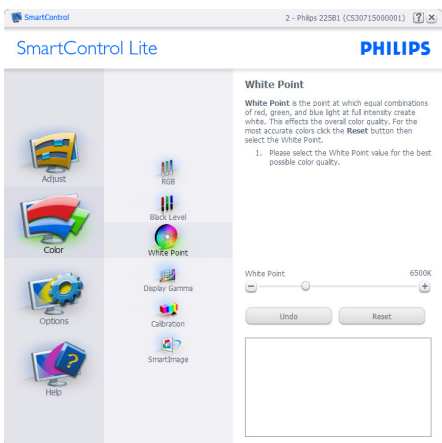 SmartControl
2 - Philips 225B1 (CS30715000001)
SmartControl Lite
PHILIPS
Adjust
Color
Options
Help
RGB
Black Level
White Point
Display Gamma
Calibration
SmartImage
White Point
White Point is the point at which equal combinations
of red, green, and blue light at full intensity create
white. This effects the overall color quality. For the
most accurate colors click the Reset button then
select the White Point.
1. Please select the White Point value for the best
possible color quality.
White Point
6500K
Undo
Reset